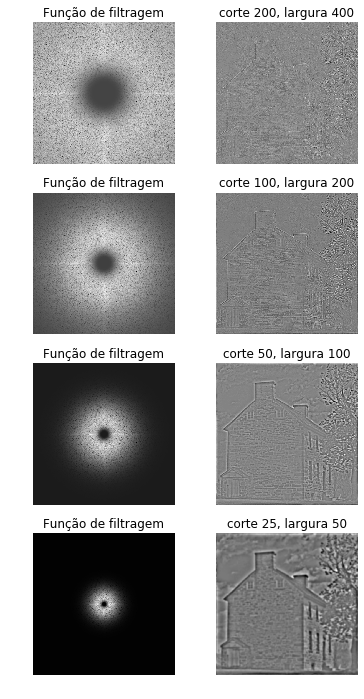 Função de filtragem
corte 200, largura 400
Função de filtragem
corte 100, largura 200
Função de filtragem
corte 50, largura 100
Função de filtragem
corte 25, largura 50